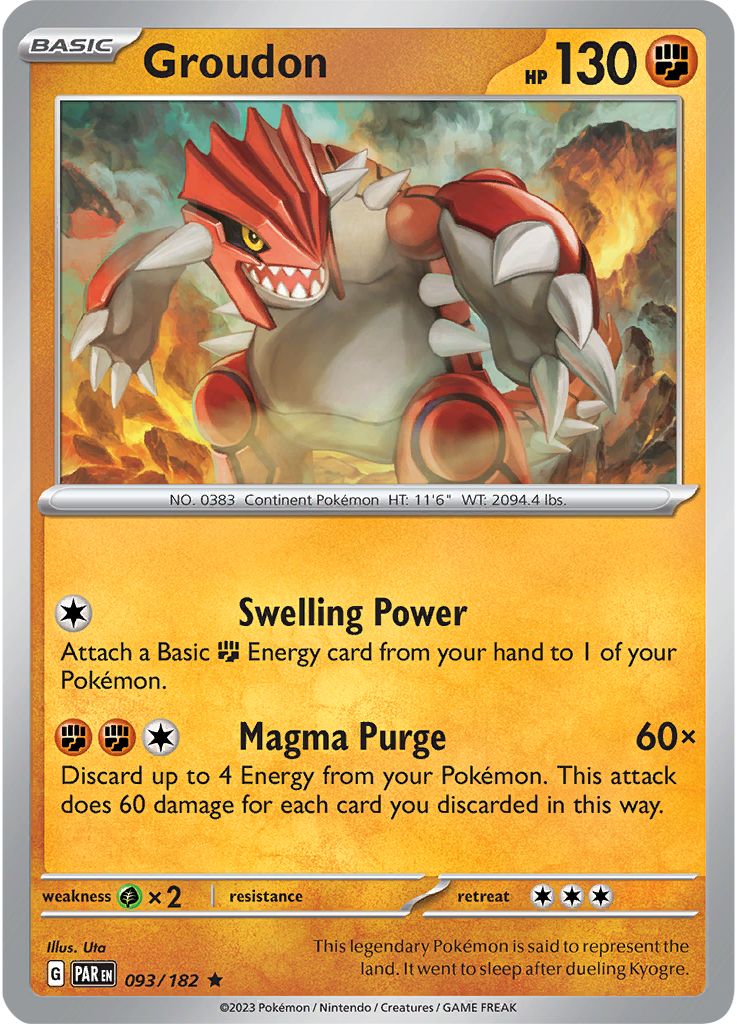 BASIC
Groudon
HP 130
NO. 0383 Continent Pokémon HT: 11'6" WT: 2094.4 lbs.
Swelling Power
Attach a Basic Energy card from your hand to 1 of your
Pokémon.
Magma Purge 60×
Discard up to 4 Energy from your Pokémon. This attack
does 60 damage for each card you discarded in this way.
weakness ×2 resistance retreat
Illus. Uta
This legendary Pokémon is said to represent the
land. It went to sleep after dueling Kyogre.
G PAR EN 093/182
©2023 Pokémon / Nintendo / Creatures / GAME FREAK